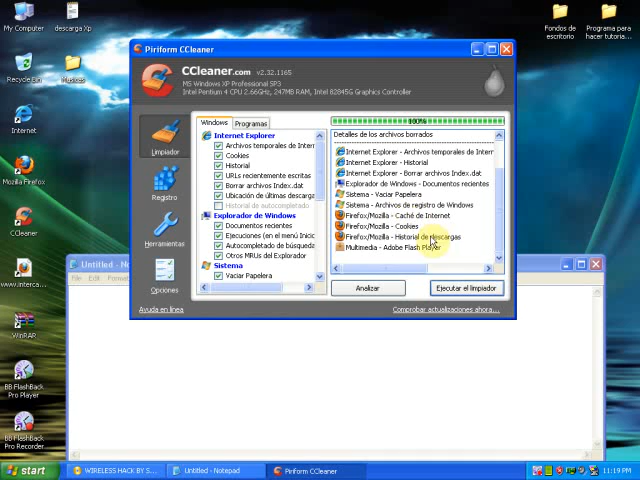 My Computer
descarga Xp
Fondos de
escritorio
Programa para
hacer tutoria...
Recycle Bin
Musices
Internet
Mozilla Firefox
CCleaner
www.interca...
WinRAR
BB FlashBack
Pro Player
BB FlashBack
Pro Recorder
Piriform CCleaner
CCleaner.com v2.32.1165
MS Windows XP Professional SP3
Intel Pentium 4 CPU 2.66GHz, 247MB RAM, Intel 82845G Graphics Controller
Limpiador
Registro
Herramientas
Opciones
Windows
Programas
Internet Explorer
Archivos temporales de Intern
Cookies
Historial
URLs recientemente escritas
Borrar archivos Index.dat
Ubicación de últimas descarga
Historial de autocompletado
Explorador de Windows
Documentos recientes
Ejecuciones (en el menú Inicio
Autocompletado de búsqueda
Otros MRUs del Explorador
Sistema
Vaciar Papelera
100%
Detalles de los archivos borrados
Internet Explorer - Archivos temporales de Intern
Internet Explorer - Historial
Internet Explorer - Borrar archivos Index.dat
Explorador de Windows - Documentos recientes
Sistema - Vaciar Papelera
Sistema - Archivos de registro de Windows
Firefox/Mozilla - Caché de Internet
Firefox/Mozilla - Cookies
Firefox/Mozilla - Historial de descargas
Multimedia - Adobe Flash Player
Analizar
Ejecutar el limpiador
Ayuda en línea
Comprobar actualizaciones ahora...
Untitled - No
File Edit Forma
start
WIRELESS HACK BY S...
Untitled - Notepad
Piriform CCleaner
11:19 PM